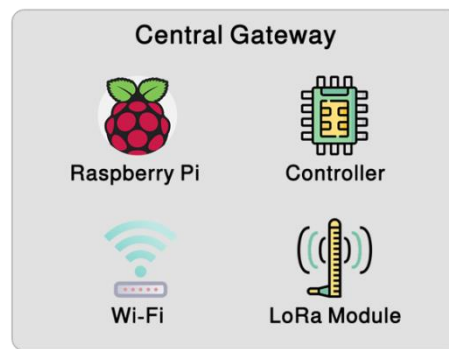 Central Gateway
Raspberry Pi
Controller
Wi-Fi
LoRa Module